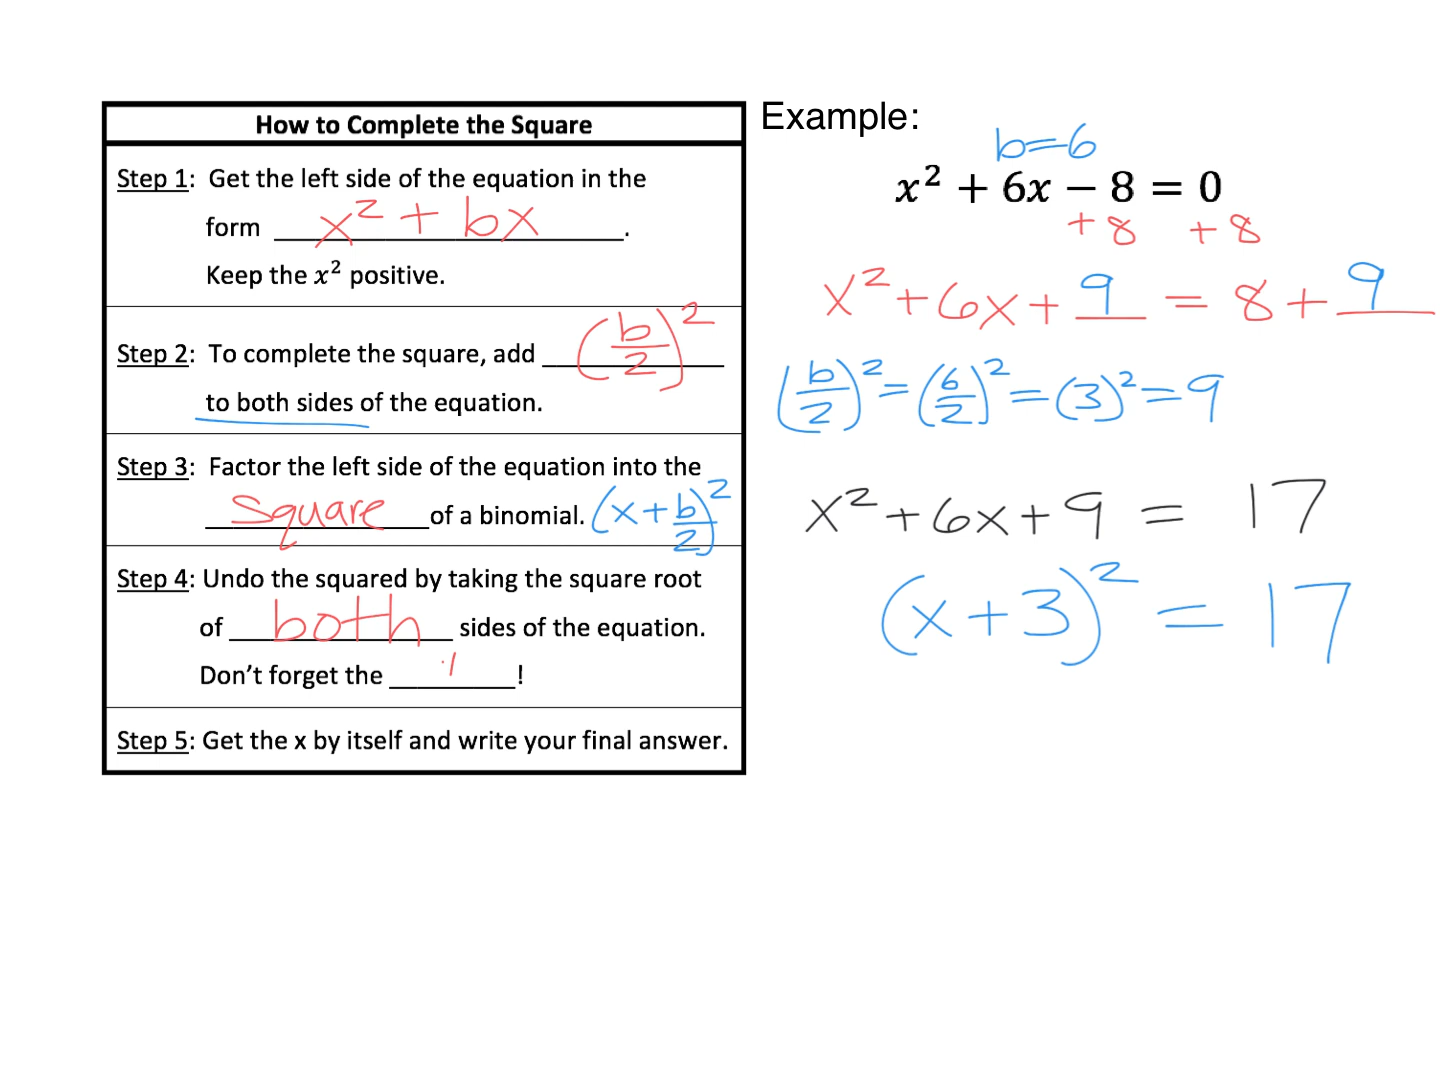 How to Complete the Square
Step 1: Get the left side of the equation in the
form x² + bx.
Keep the x² positive.
Step 2: To complete the square, add (b/2)²
to both sides of the equation.
Step 3: Factor the left side of the equation into the
square of a binomial. (x+b/2)²
Step 4: Undo the squared by taking the square root
of both sides of the equation.
Don't forget the ______!
Step 5: Get the x by itself and write your final answer.
Example:
b=6
x² + 6x − 8 = 0
+8 +8
x² + 6x + 9 = 8 + 9
(b/2)² = (6/2)² = (3)² = 9
x² + 6x + 9 = 17
(x + 3)² = 17